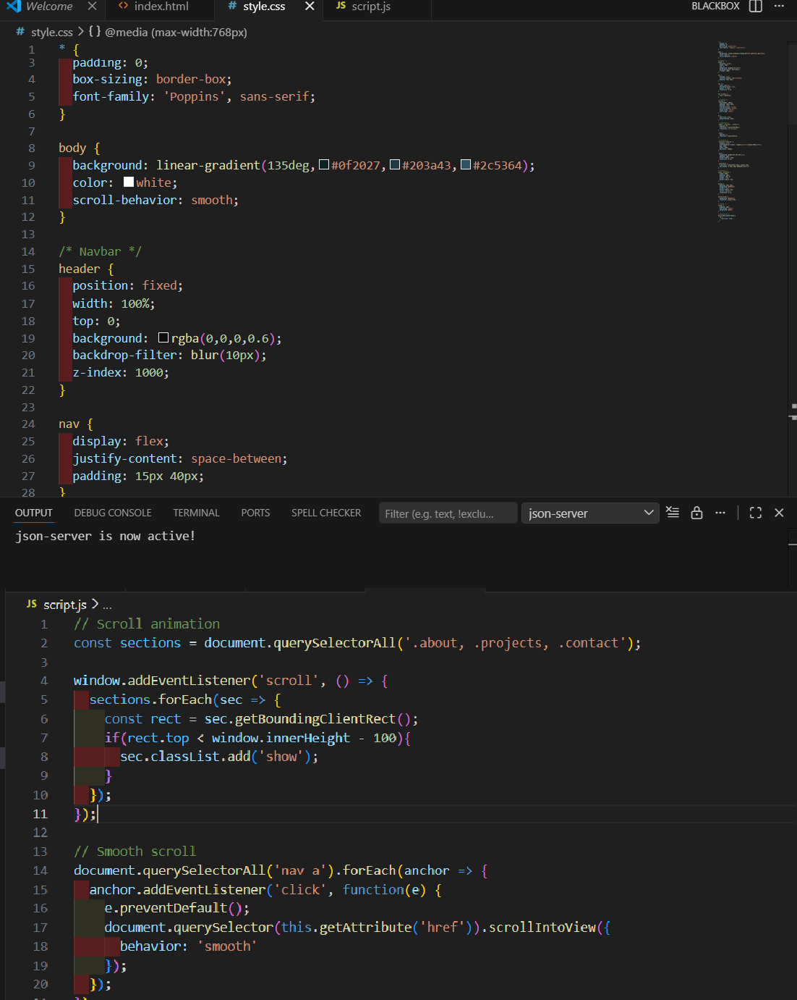 Welcome index.html style.css JS script.js BLACKBOX
# style.css > {} @media (max-width:768px)
1 * {
3 padding: 0;
4 box-sizing: border-box;
5 font-family: 'Poppins', sans-serif;
6 }
7
8 body {
9 background: linear-gradient(135deg,#0f2027,#203a43,#2c5364);
10 color: white;
11 scroll-behavior: smooth;
12 }
13
14 /* Navbar */
15 header {
16 position: fixed;
17 width: 100%;
18 top: 0;
19 background: rgba(0,0,0,0.6);
20 backdrop-filter: blur(10px);
21 z-index: 1000;
22 }
23
24 nav {
25 display: flex;
26 justify-content: space-between;
27 padding: 15px 40px;
28 }
OUTPUT DEBUG CONSOLE TERMINAL PORTS SPELL CHECKER Filter (e.g. text, !exclu... json-server
json-server is now active!
JS script.js > ...
1 // Scroll animation
2 const sections = document.querySelectorAll('.about, .projects, .contact');
3
4 window.addEventListener('scroll', () => {
5 sections.forEach(sec => {
6 const rect = sec.getBoundingClientRect();
7 if(rect.top < window.innerHeight - 100){
8 sec.classList.add('show');
9 }
10 });
11 });
12
13 // Smooth scroll
14 document.querySelectorAll('nav a').forEach(anchor => {
15 anchor.addEventListener('click', function(e) {
16 e.preventDefault();
17 document.querySelector(this.getAttribute('href')).scrollIntoView({
18 behavior: 'smooth'
19 });
20 });